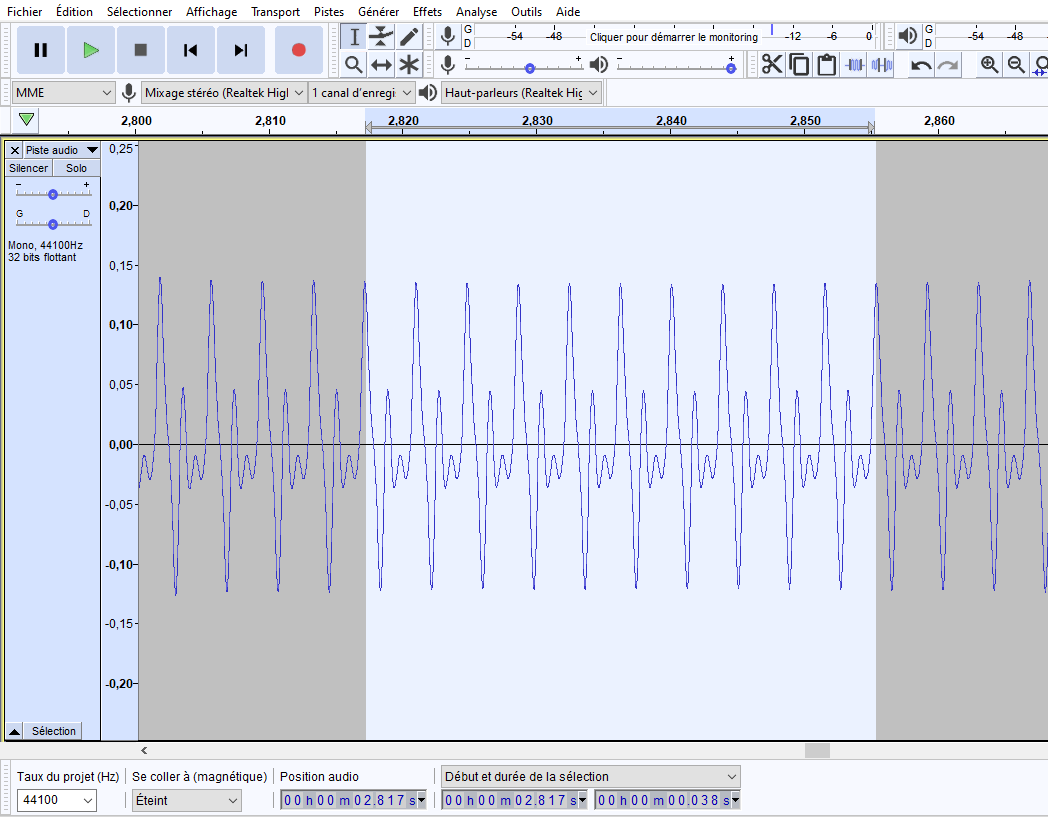 Fichier Édition Sélectionner Affichage Transport Pistes Générer Effets Analyse Outils Aide
G
D
-54 -48 Cliquer pour démarrer le monitoring -12 -6 0
G
D
-54 -48
- +
- +
MME Mixage stéréo (Realtek Higl 1 canal d'enregi: Haut-parleurs (Realtek Hiç
2,800 2,810 2,820 2,830 2,840 2,850 2,860
Piste audio
Silencer Solo
- +
G D
Mono, 44100Hz
32 bits flottant
Sélection
0,25
0,20
0,15
0,10
0,05
0,00
-0,05
-0,10
-0,15
-0,20
Taux du projet (Hz) Se coller à (magnétique) Position audio Début et durée de la sélection
44100 Éteint 00 h 00 m 02.817 s 00 h 00 m 02.817 s 00 h 00 m 00.038 s